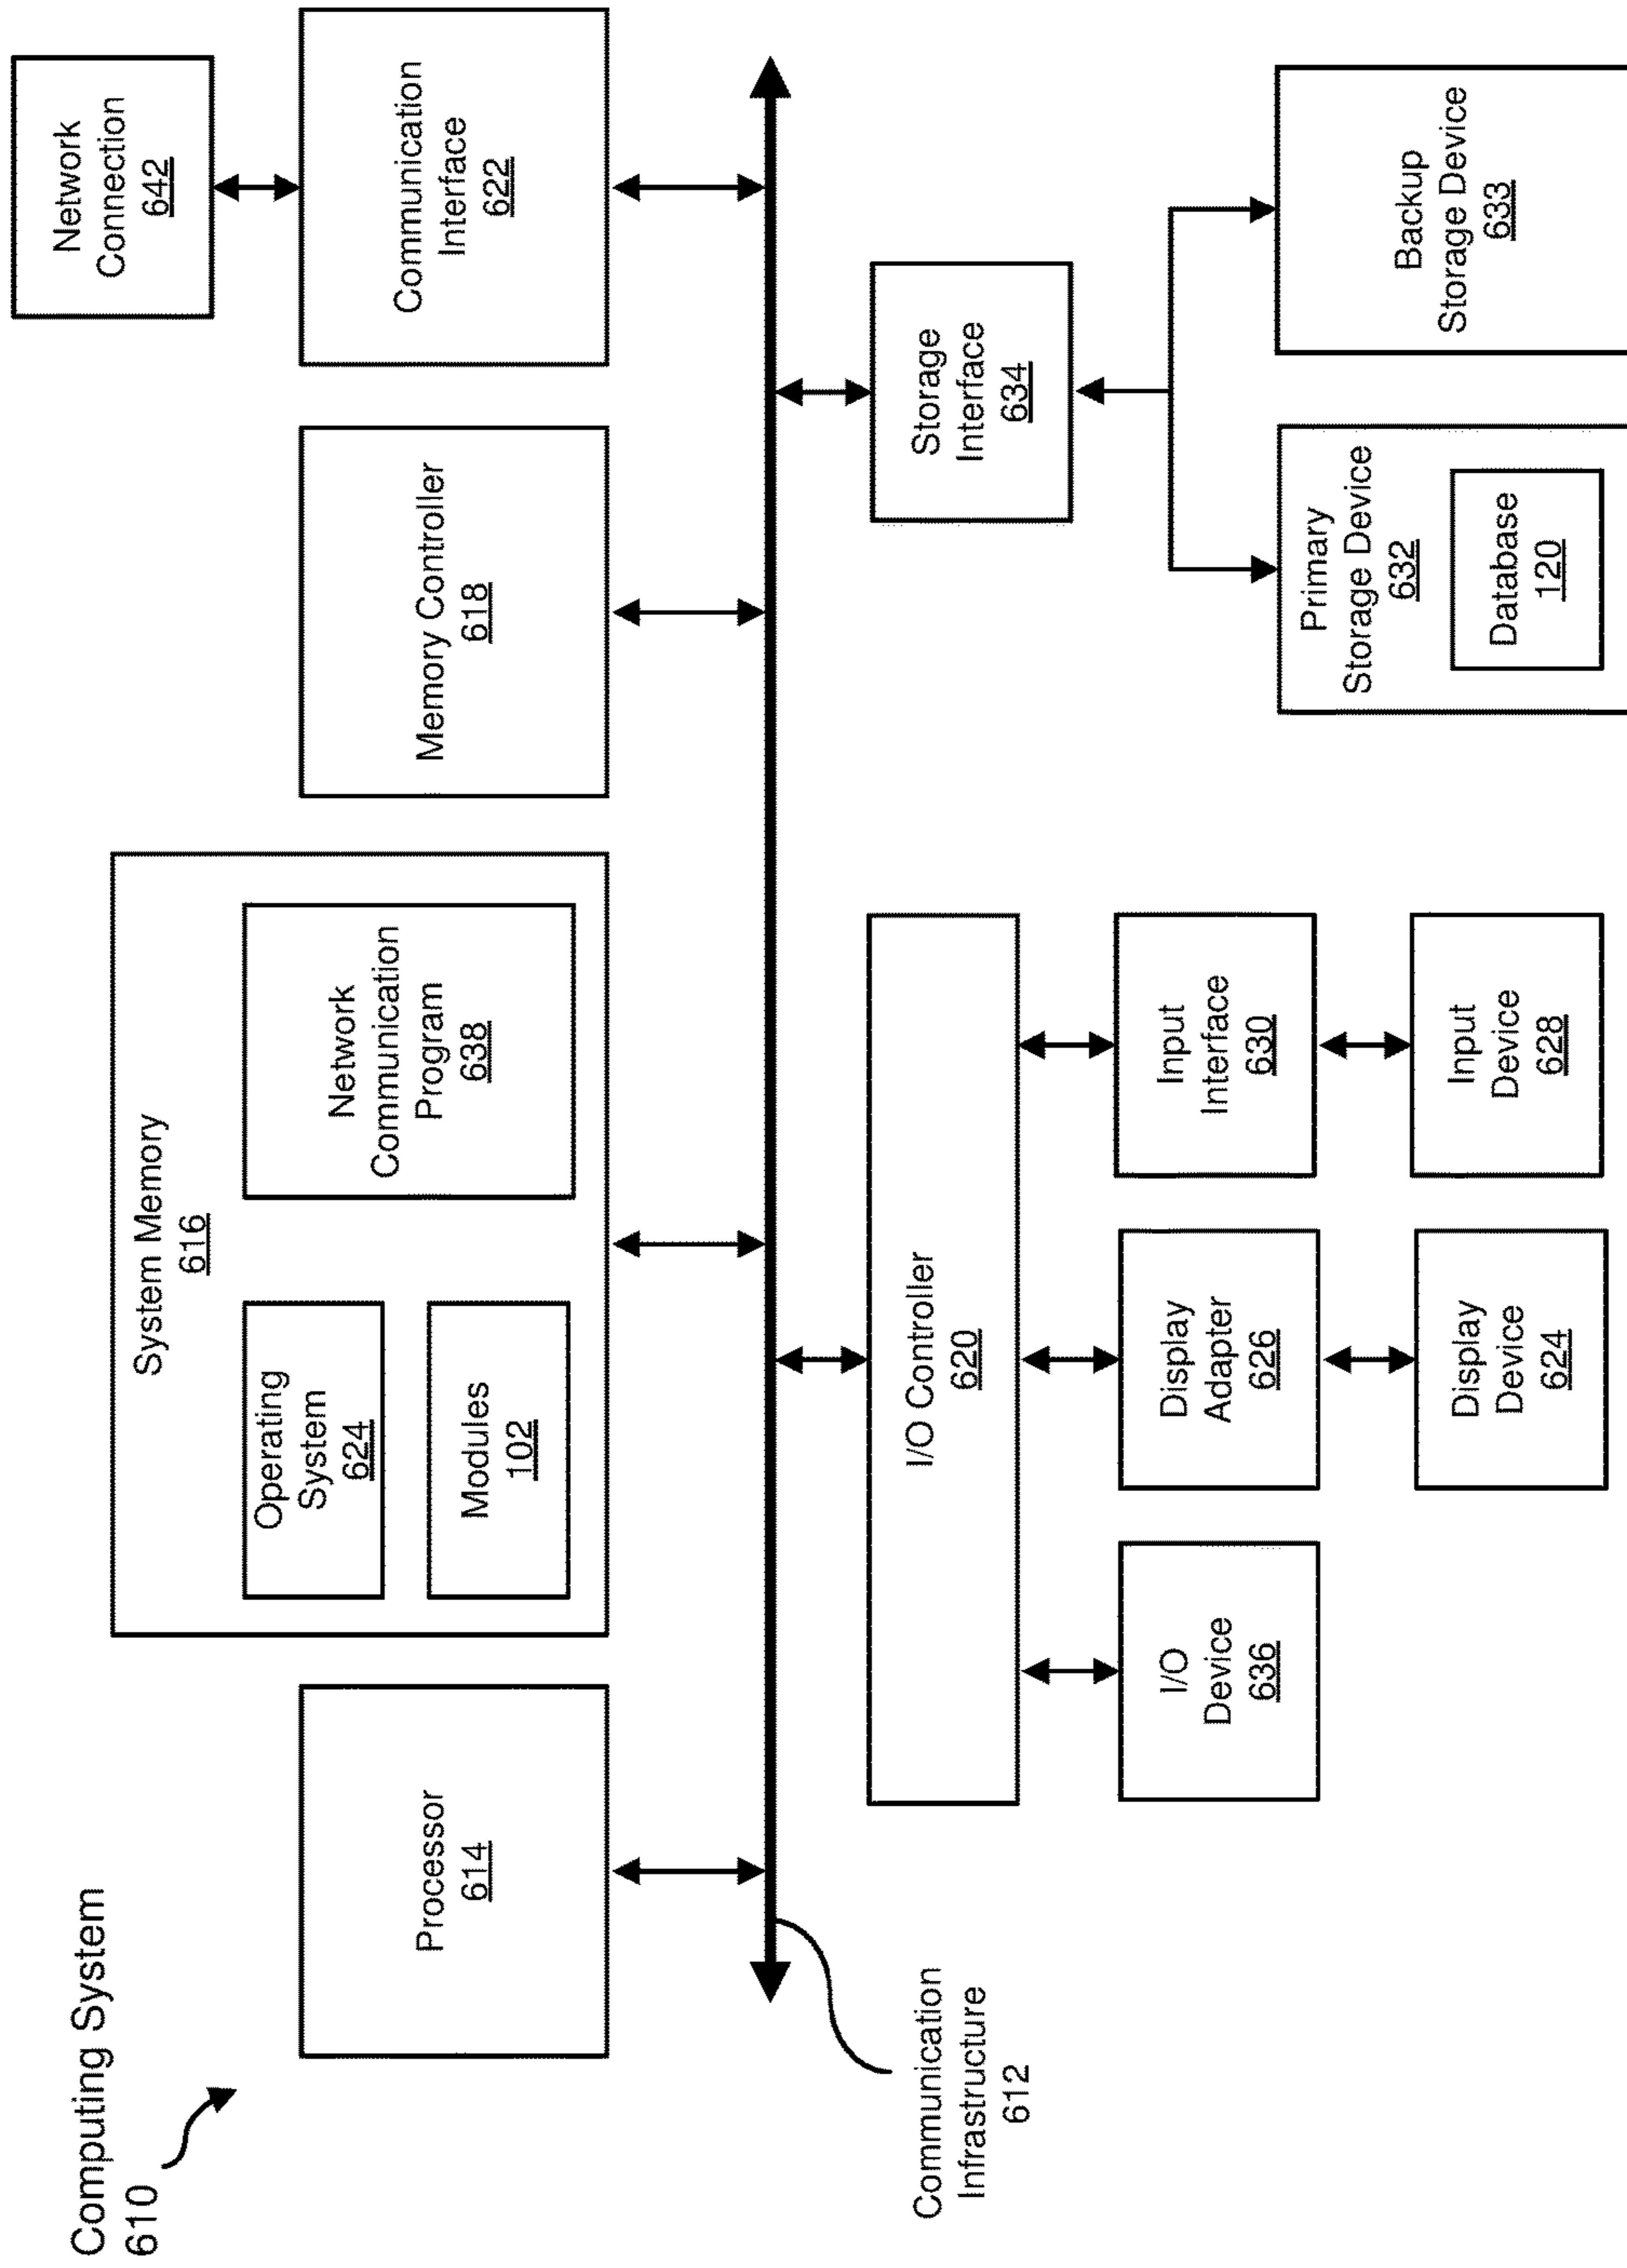 Computing System
610
Processor
614
System Memory
616
Operating
System
624
Modules
102
Network
Communication
Program
638
Memory Controller
618
Communication
Interface
622
Network
Connection
642
Communication
Infrastructure
612
I/O Controller
620
I/O
Device
636
Display
Adapter
626
Display
Device
624
Input
Interface
630
Input
Device
628
Storage
Interface
634
Primary
Storage Device
632
Database
120
Backup
Storage Device
633